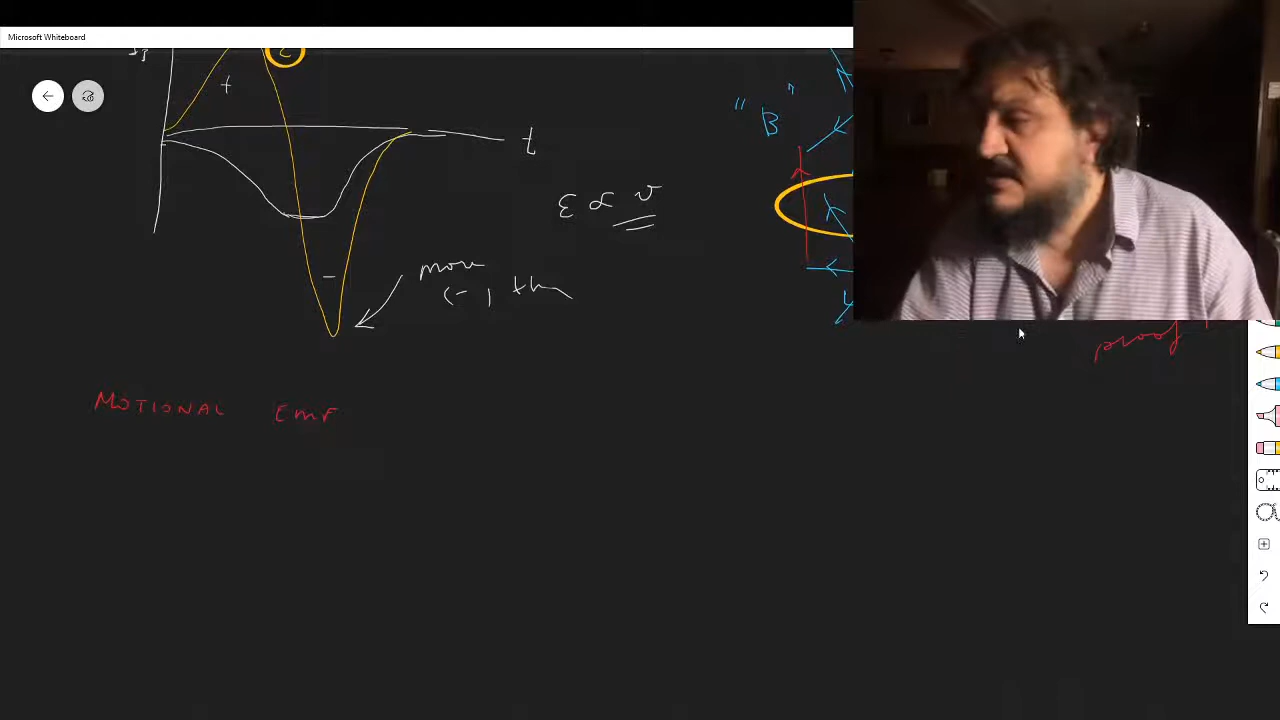 Microsoft Whiteboard
+
t
" B "
ε ∝ v
more
(-)
-
proof
MOTIONAL EMF